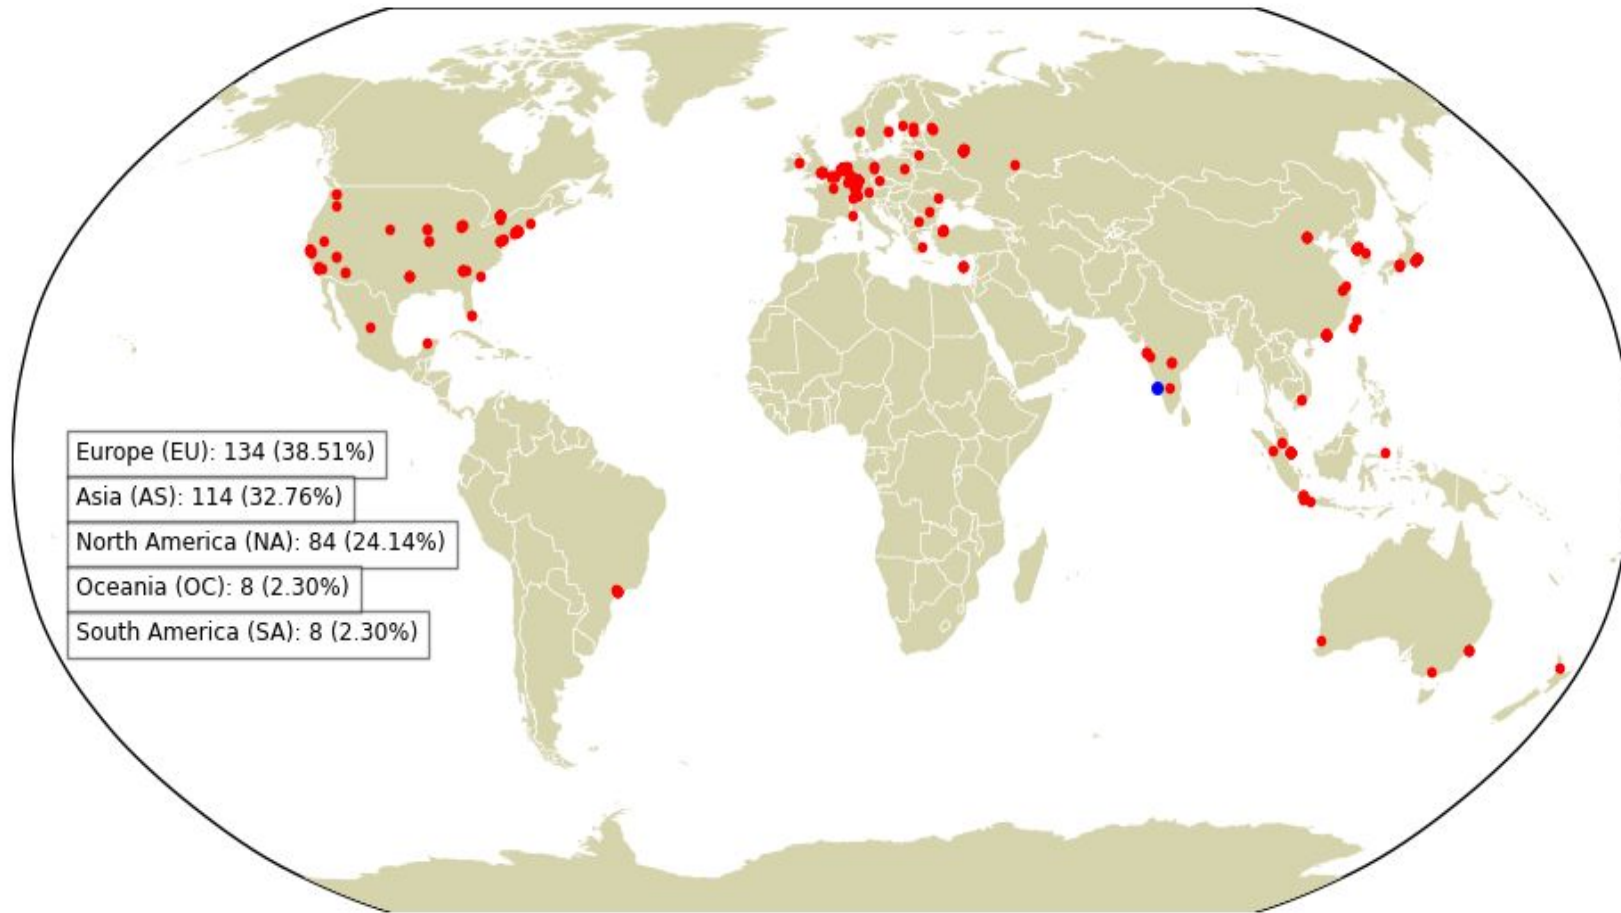 Europe (EU): 134 (38.51%)
Asia (AS): 114 (32.76%)
North America (NA): 84 (24.14%)
Oceania (OC): 8 (2.30%)
South America (SA): 8 (2.30%)